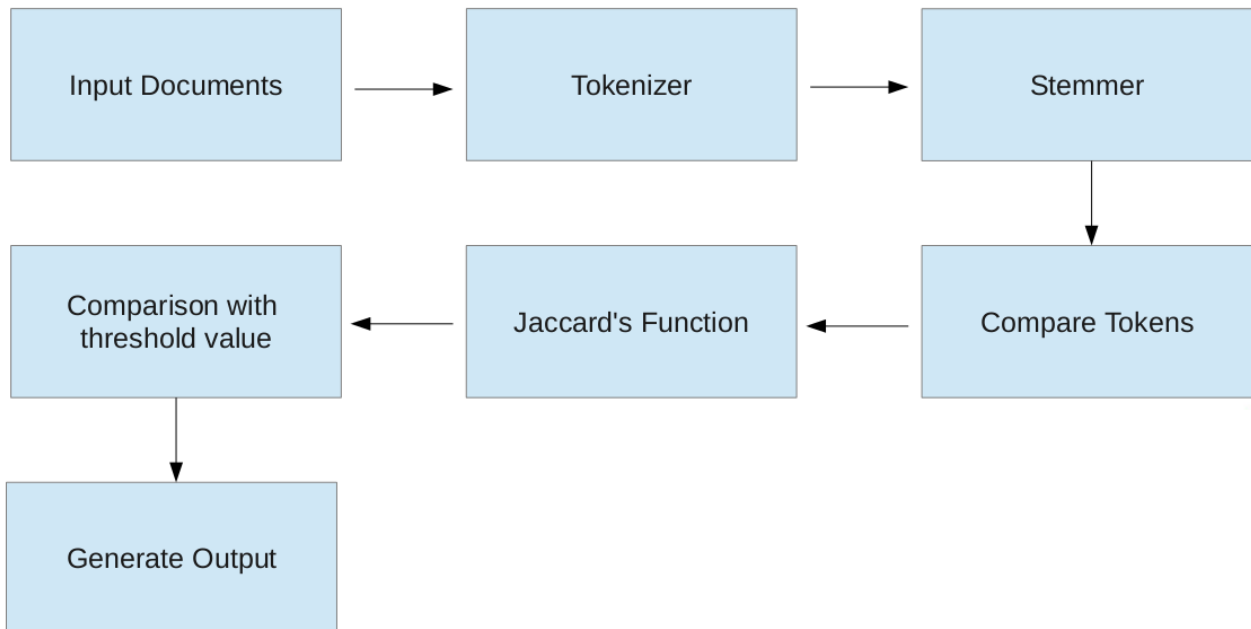 Input Documents
Tokenizer
Stemmer
Comparison with
threshold value
Jaccard's Function
Compare Tokens
Generate Output